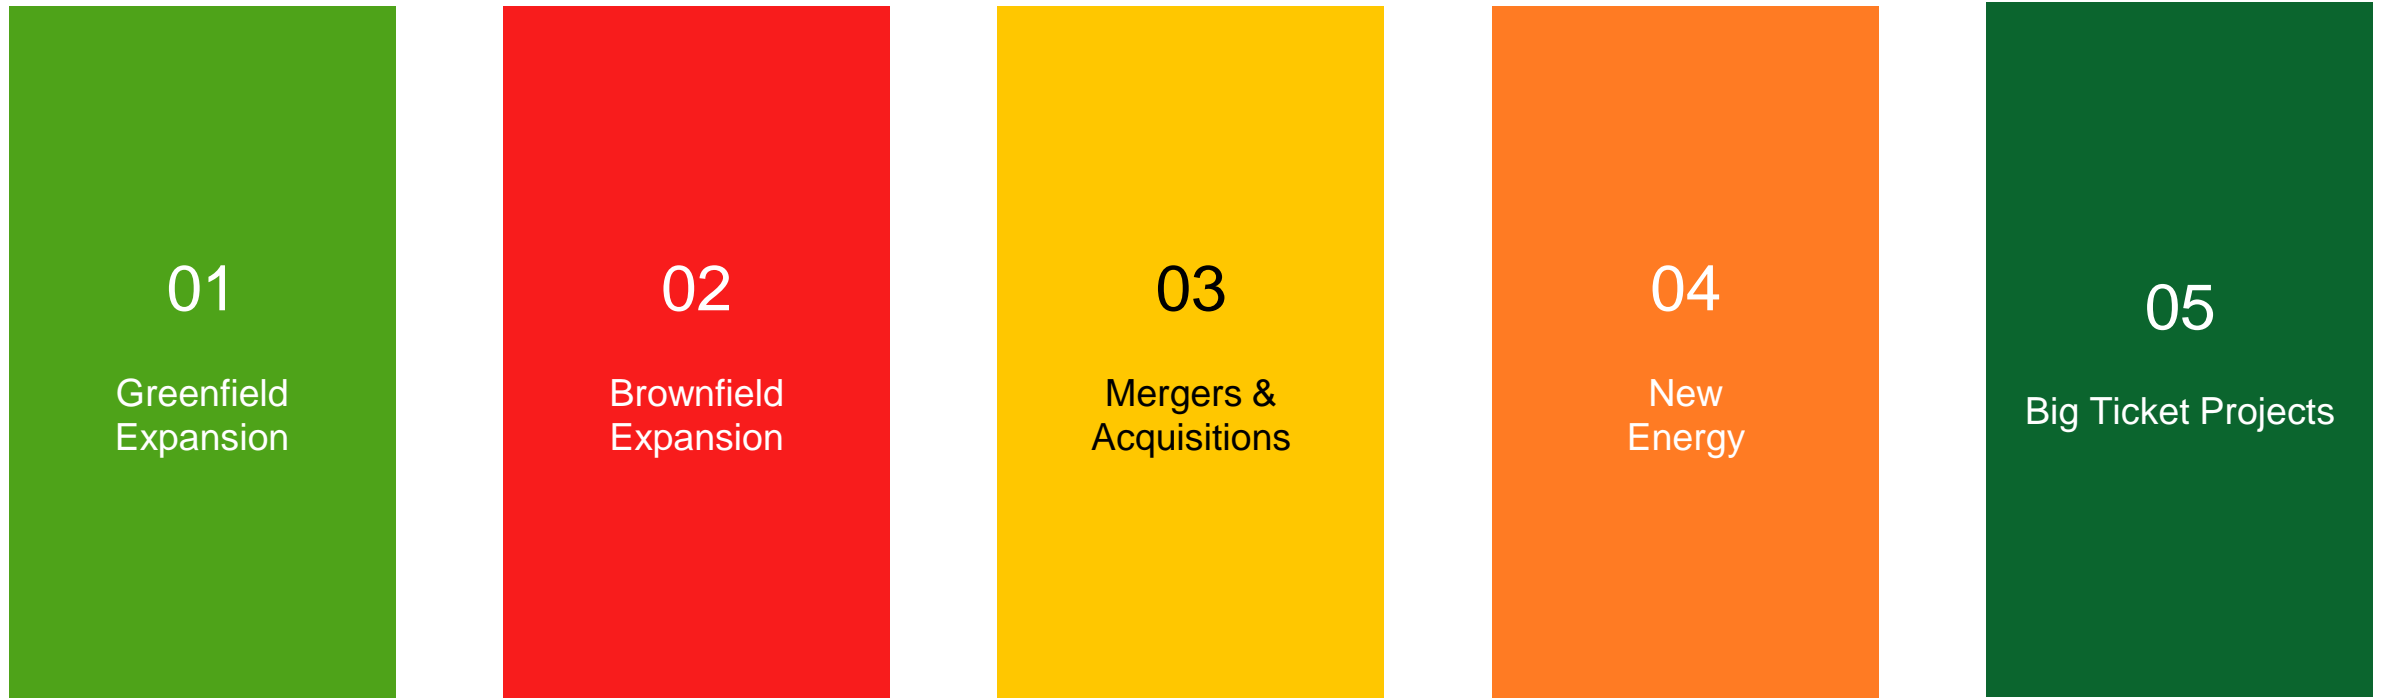 01
Greenfield
Expansion
02
Brownfield
Expansion
03
Mergers &
Acquisitions
04
New
Energy
05
Big Ticket Projects